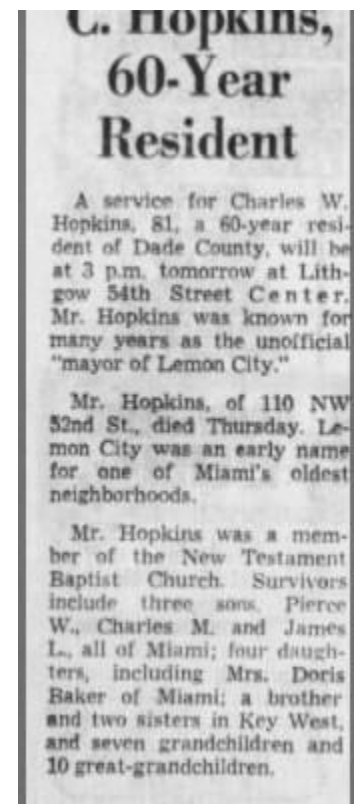 C. Hopkins,
60-Year
Resident
A service for Charles W.
Hopkins, 81, a 60-year resi-
dent of Dade County, will be
at 3 p.m. tomorrow at Lith-
gow 54th Street Center.
Mr. Hopkins was known for
many years as the unofficial
"mayor of Lemon City."
Mr. Hopkins, of 110 NW
52nd St., died Thursday. Le-
mon City was an early name
for one of Miami's oldest
neighborhoods.
Mr. Hopkins was a mem-
ber of the New Testament
Baptist Church. Survivors
include three sons, Pierce
W., Charles M. and James
L., all of Miami; four daugh-
ters, including Mrs. Doris
Baker of Miami; a brother
and two sisters in Key West,
and seven grandchildren and
10 great-grandchildren.